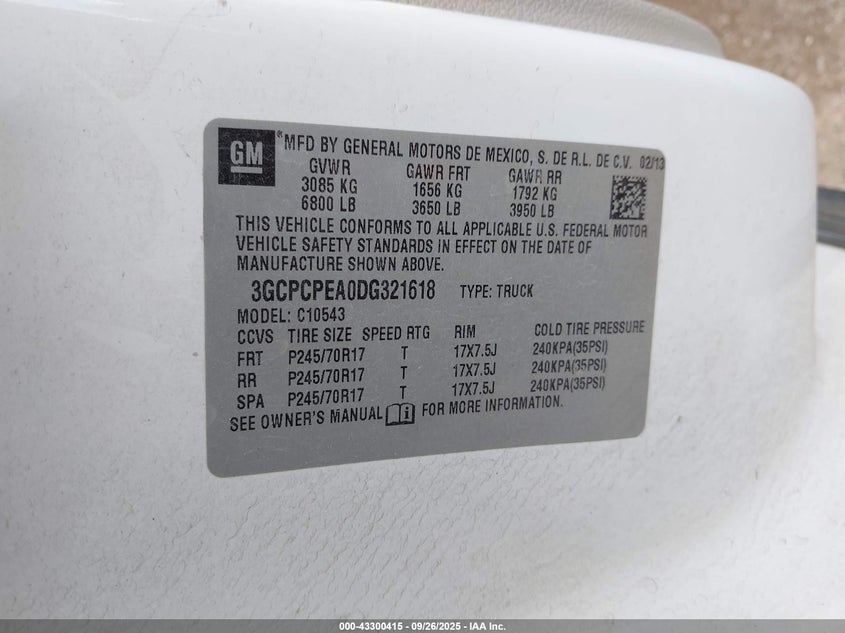 GM
*MFD BY GENERAL MOTORS DE MEXICO, S. DE R.L. DE C.V. 02/13
GVWR GAWR FRT GAWR RR
3085 KG 1656 KG 1792 KG
6800 LB 3650 LB 3950 LB
THIS VEHICLE CONFORMS TO ALL APPLICABLE U.S. FEDERAL MOTOR
VEHICLE SAFETY STANDARDS IN EFFECT ON THE DATE OF
MANUFACTURE SHOWN ABOVE.
3GCPCPEA0DG321618 TYPE: TRUCK
MODEL: C10543
CCVS TIRE SIZE SPEED RTG RIM COLD TIRE PRESSURE
FRT P245/70R17 T 17X7.5J 240KPA(35PSI)
RR P245/70R17 T 17X7.5J 240KPA(35PSI)
SPA P245/70R17 T 17X7.5J 240KPA(35PSI)
SEE OWNER'S MANUAL i FOR MORE INFORMATION.
000-43300415 - 09/26/2025 - IAA Inc.